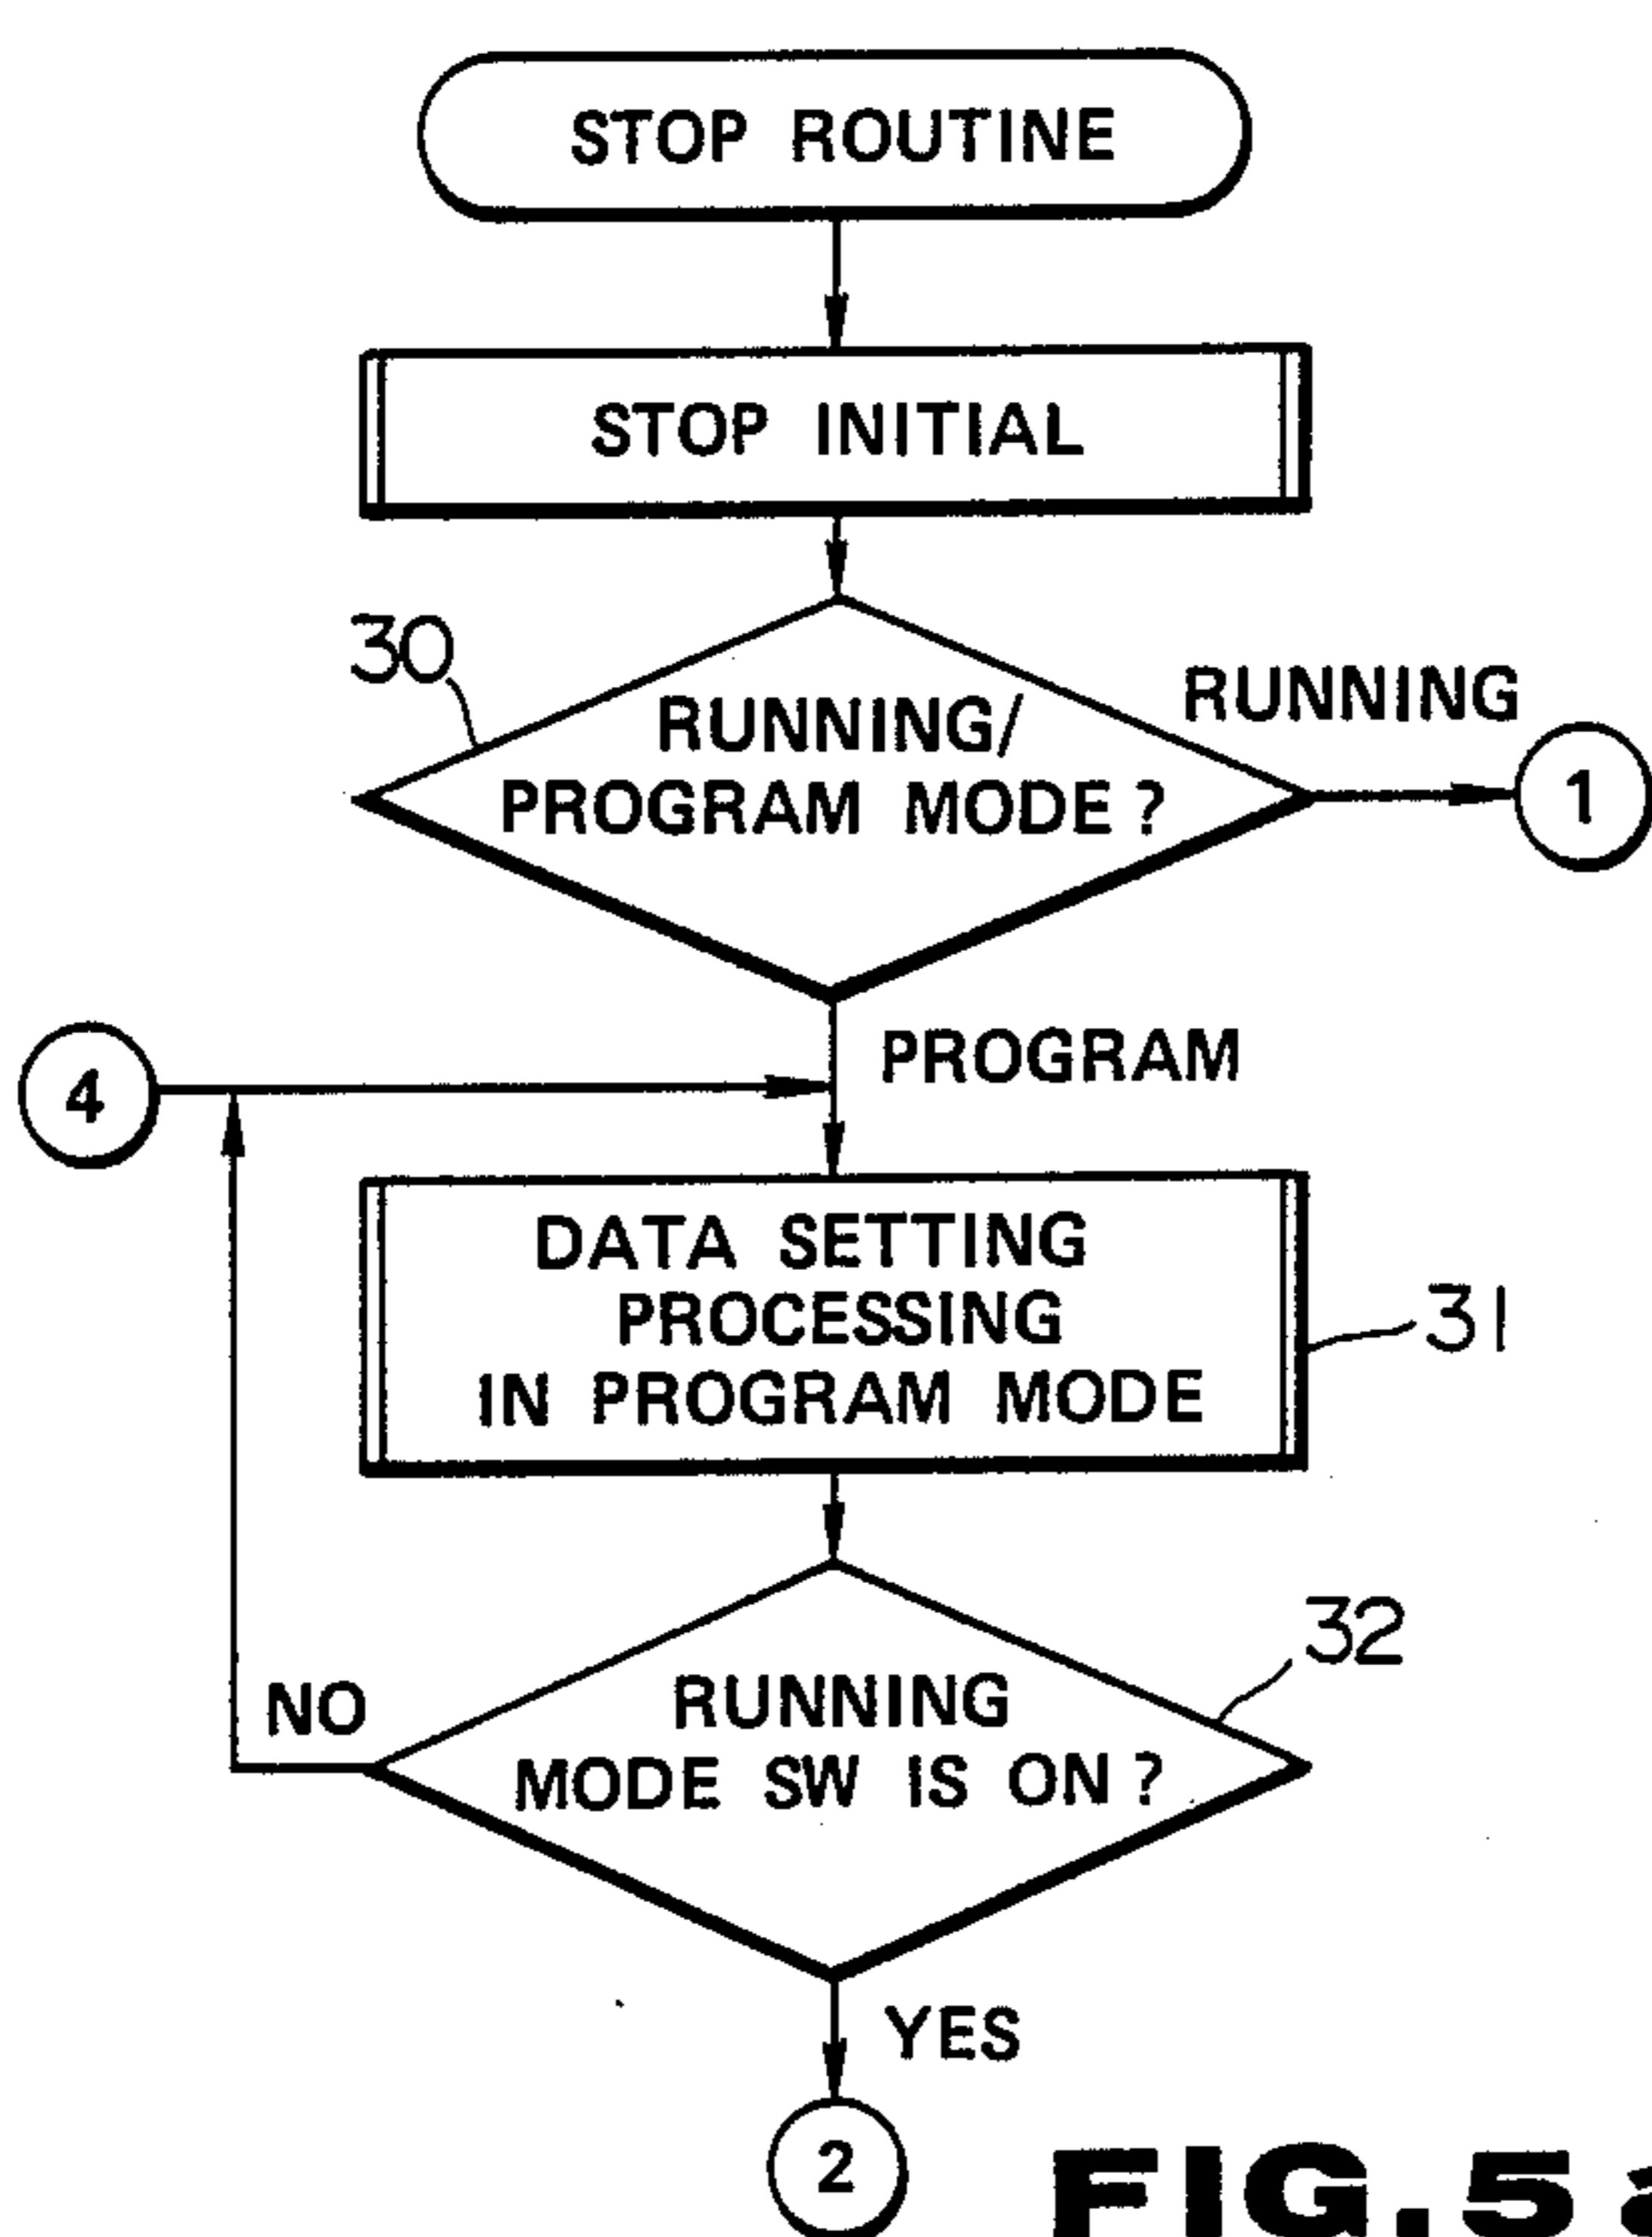 STOP ROUTINE
STOP INITIAL
30
RUNNING/
PROGRAM MODE?
RUNNING
1
PROGRAM
4
DATA SETTING
PROCESSING
IN PROGRAM MODE
31
32
RUNNING
MODE SW IS ON?
NO
YES
2
FIG.5a